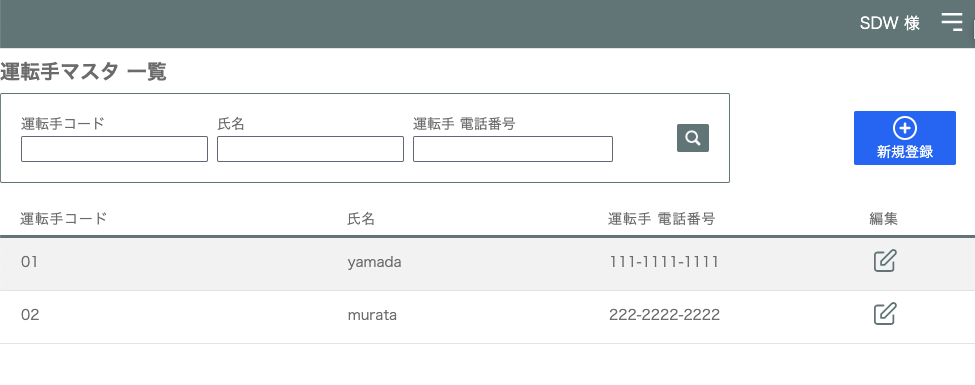 SDW 様
運転手マスタ 一覧
運転手コード 氏名 運転手 電話番号
新規登録
運転手コード 氏名 運転手 電話番号 編集
01 yamada 111-1111-1111
02 murata 222-2222-2222